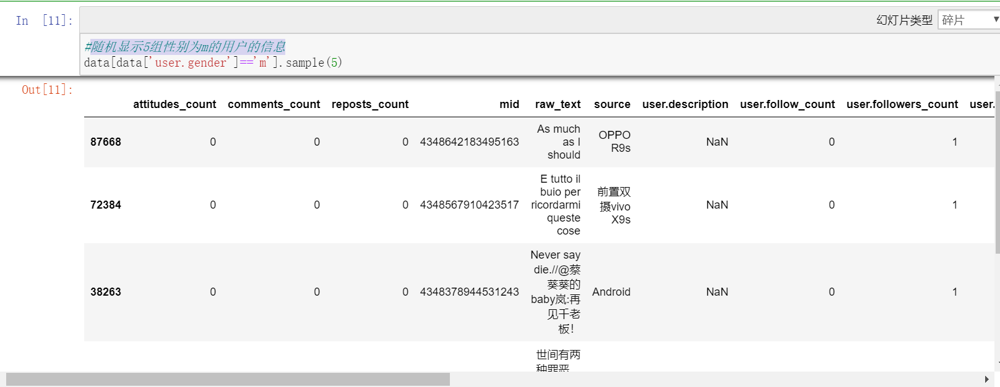 In [11]:
幻灯片类型 碎片
#随机显示5组性别为m的用户的信息
data[data['user.gender']=='m'].sample(5)
Out[11]:
attitudes_count comments_count reposts_count mid raw_text source user.description user.follow_count user.followers_count user.
87668 0 0 0 4348642183495163 As much as I should OPPO R9s NaN 0 1
72384 0 0 0 4348567910423517 E tutto il buio per ricordarmi queste cose 前置双摄vivo X9s NaN 0 1
38263 0 0 0 4348378944531243 Never say die.//@蔡葵葵的baby岚:再见千老板! Android NaN 0 1
世间有两
种罪恶